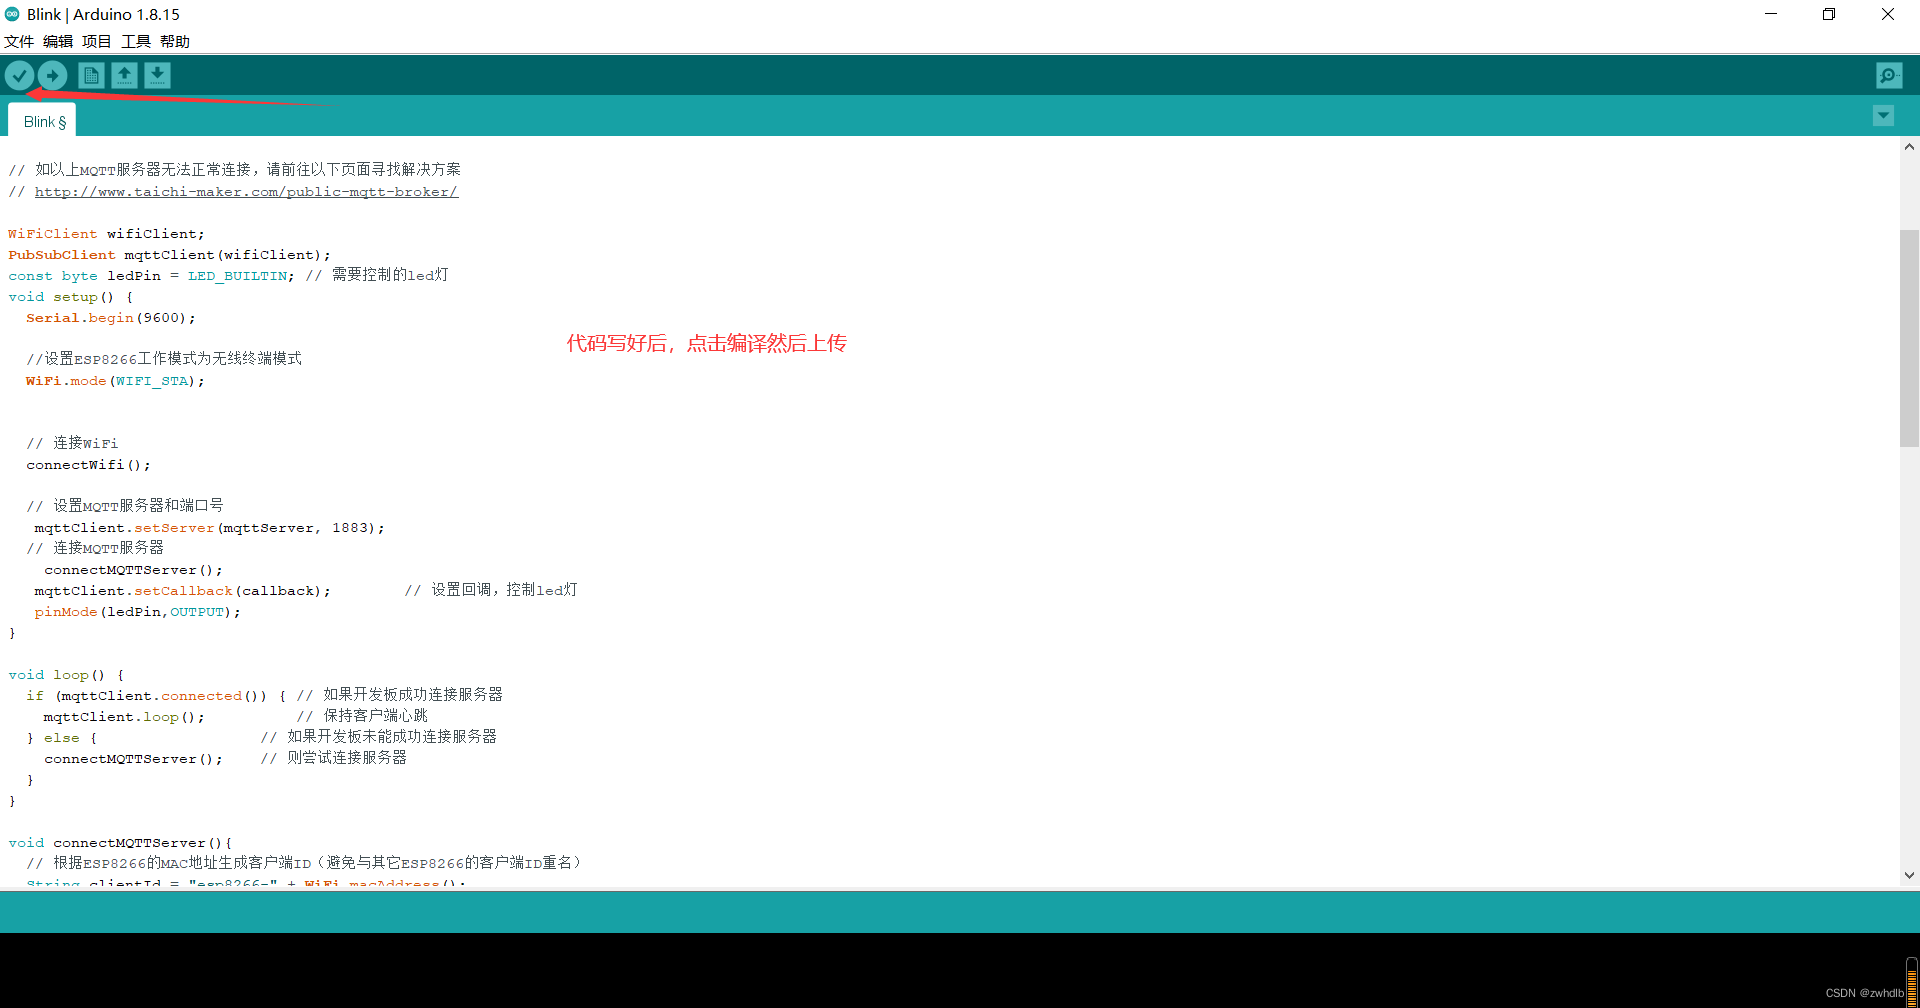 Blink | Arduino 1.8.15
文件 编辑 项目 工具 帮助
Blink §
// 如以上MQTT服务器无法正常连接，请前往以下页面寻找解决方案
// http://www.taichi-maker.com/public-mqtt-broker/
WiFiClient wifiClient;
PubSubClient mqttClient(wifiClient);
const byte ledPin = LED_BUILTIN; // 需要控制的led灯
void setup() {
Serial.begin(9600);
代码写好后，点击编译然后上传
//设置ESP8266工作模式为无线终端模式
WiFi.mode(WIFI_STA);
// 连接WiFi
connectWifi();
// 设置MQTT服务器和端口号
mqttClient.setServer(mqttServer, 1883);
// 连接MQTT服务器
connectMQTTServer();
mqttClient.setCallback(callback); // 设置回调，控制led灯
pinMode(ledPin,OUTPUT);
}
void loop() {
if (mqttClient.connected()) { // 如果开发板成功连接服务器
mqttClient.loop(); // 保持客户端心跳
} else { // 如果开发板未能成功连接服务器
connectMQTTServer(); // 则尝试连接服务器
}
}
void connectMQTTServer(){
// 根据ESP8266的MAC地址生成客户端ID（避免与其它ESP8266的客户端ID重名）
String clientId = "esp8266-" + WiFi.macAddress();
CSDN @zwhdlb